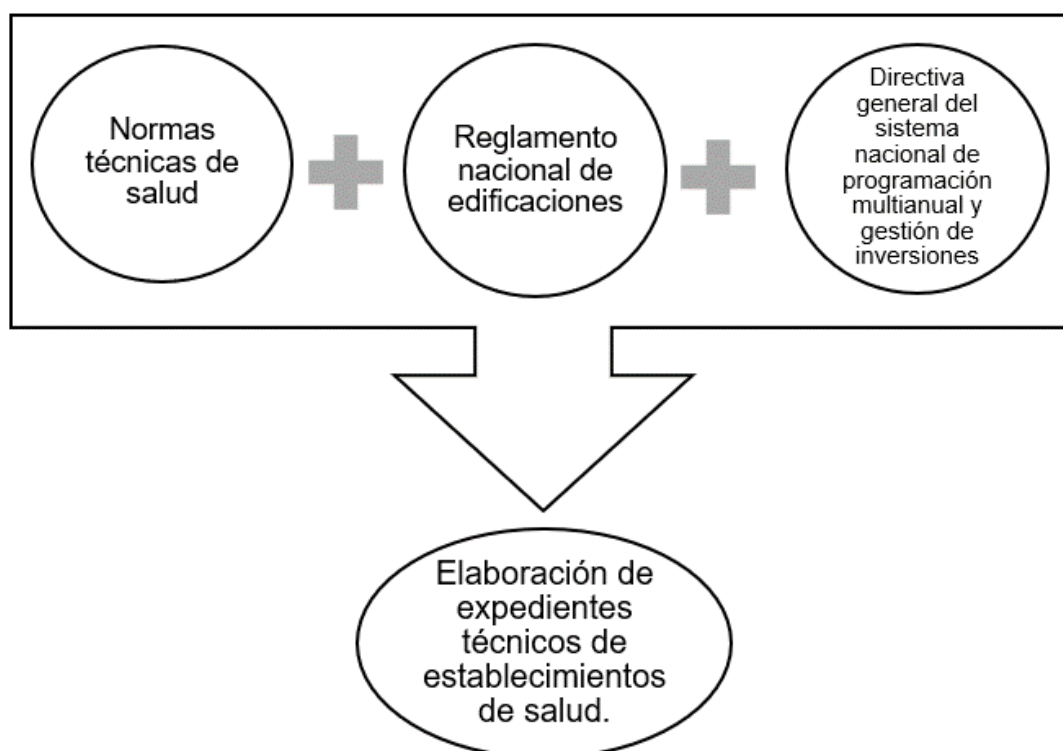 Normas
técnicas de
salud
Reglamento
nacional de
edificaciones
Directiva
general del
sistema
nacional de
programación
multianual y
gestión de
inversiones
Elaboración de
expedientes
técnicos de
establecimientos
de salud.